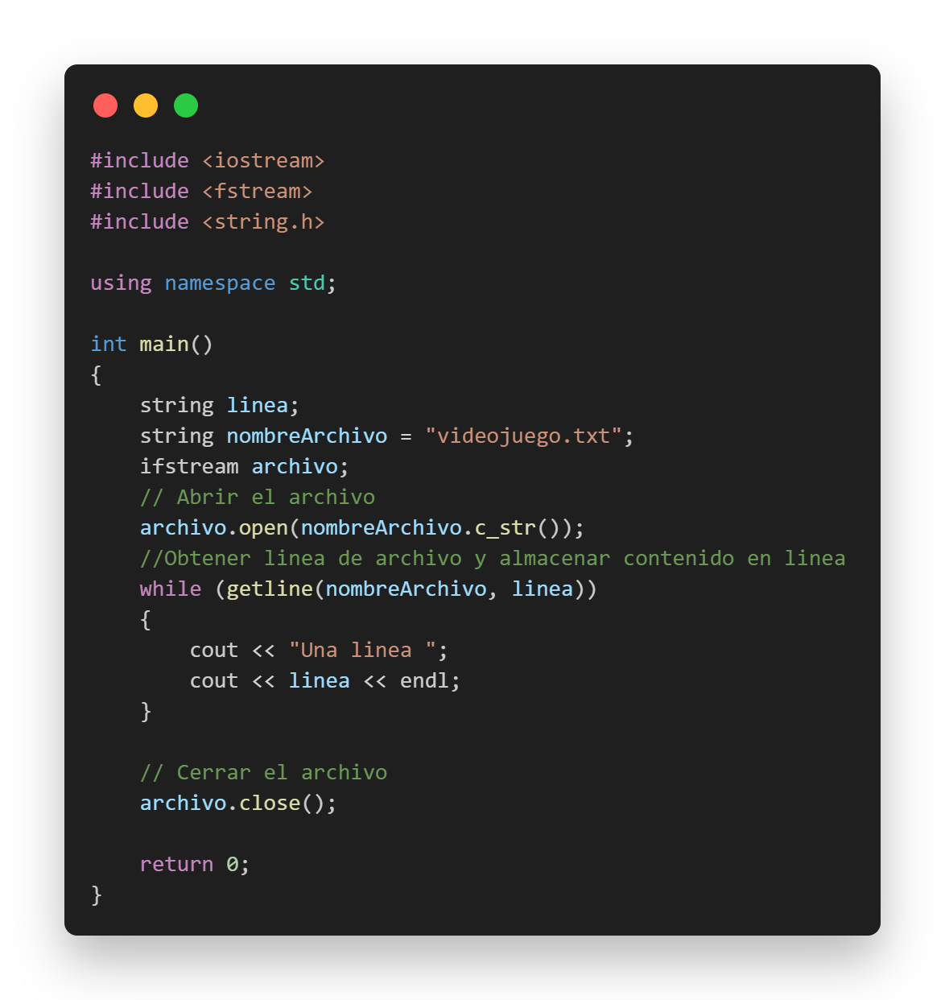 #include <iostream>
#include <fstream>
#include <string.h>

using namespace std;

int main()
{
    string linea;
    string nombreArchivo = "videojuego.txt";
    ifstream archivo;
    // Abrir el archivo
    archivo.open(nombreArchivo.c_str());
    //Obtener linea de archivo y almacenar contenido en linea
    while (getline(nombreArchivo, linea))
    {
        cout << "Una linea ";
        cout << linea << endl;
    }

    // Cerrar el archivo
    archivo.close();

    return 0;
}